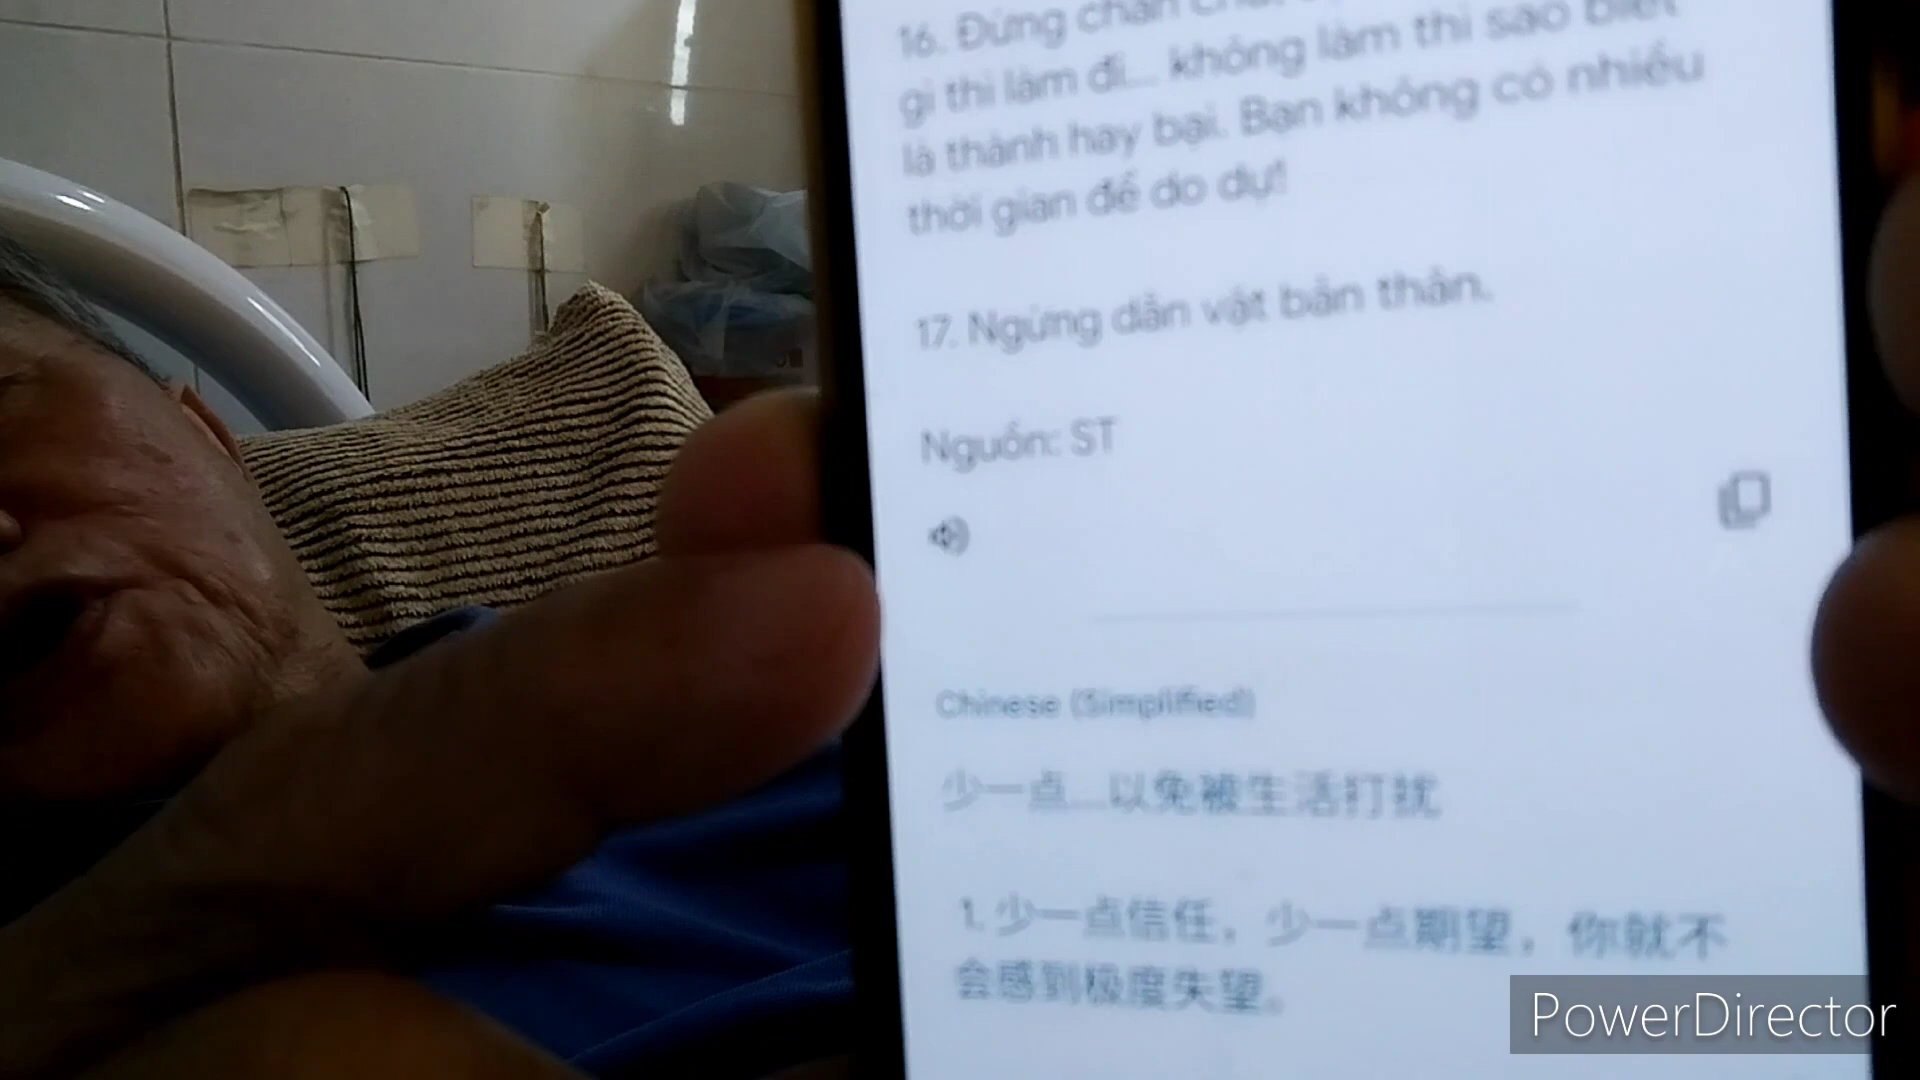 16. Đừng chần chừ
gì thì làm đi... không làm thì sao biết
là thành hay bại. Bạn không có nhiều
thời gian để do dự!
17. Ngừng dằn vặt bản thân.
Nguồn: ST
Chinese (Simplified)
少一点...以免被生活打扰
1. 少一点信任，少一点期望，你就不
会感到极度失望。
PowerDirector